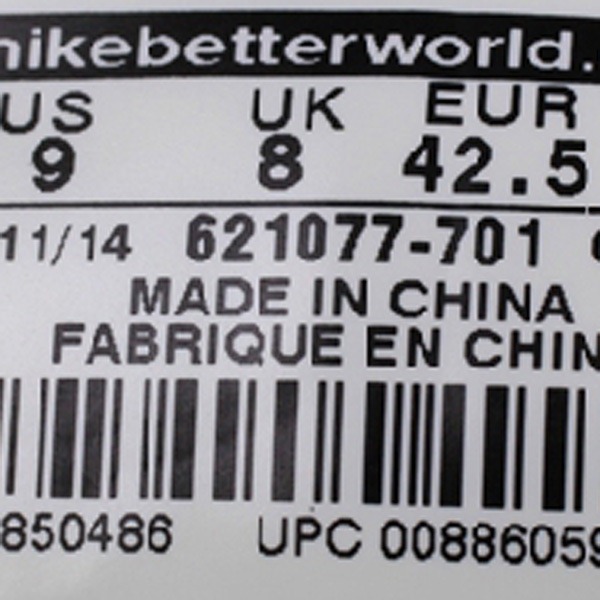 nikebetterworld.
US UK EUR
9 8 42.5
11/14 621077-701
MADE IN CHINA
FABRIQUE EN CHIN
850486 UPC 00886059